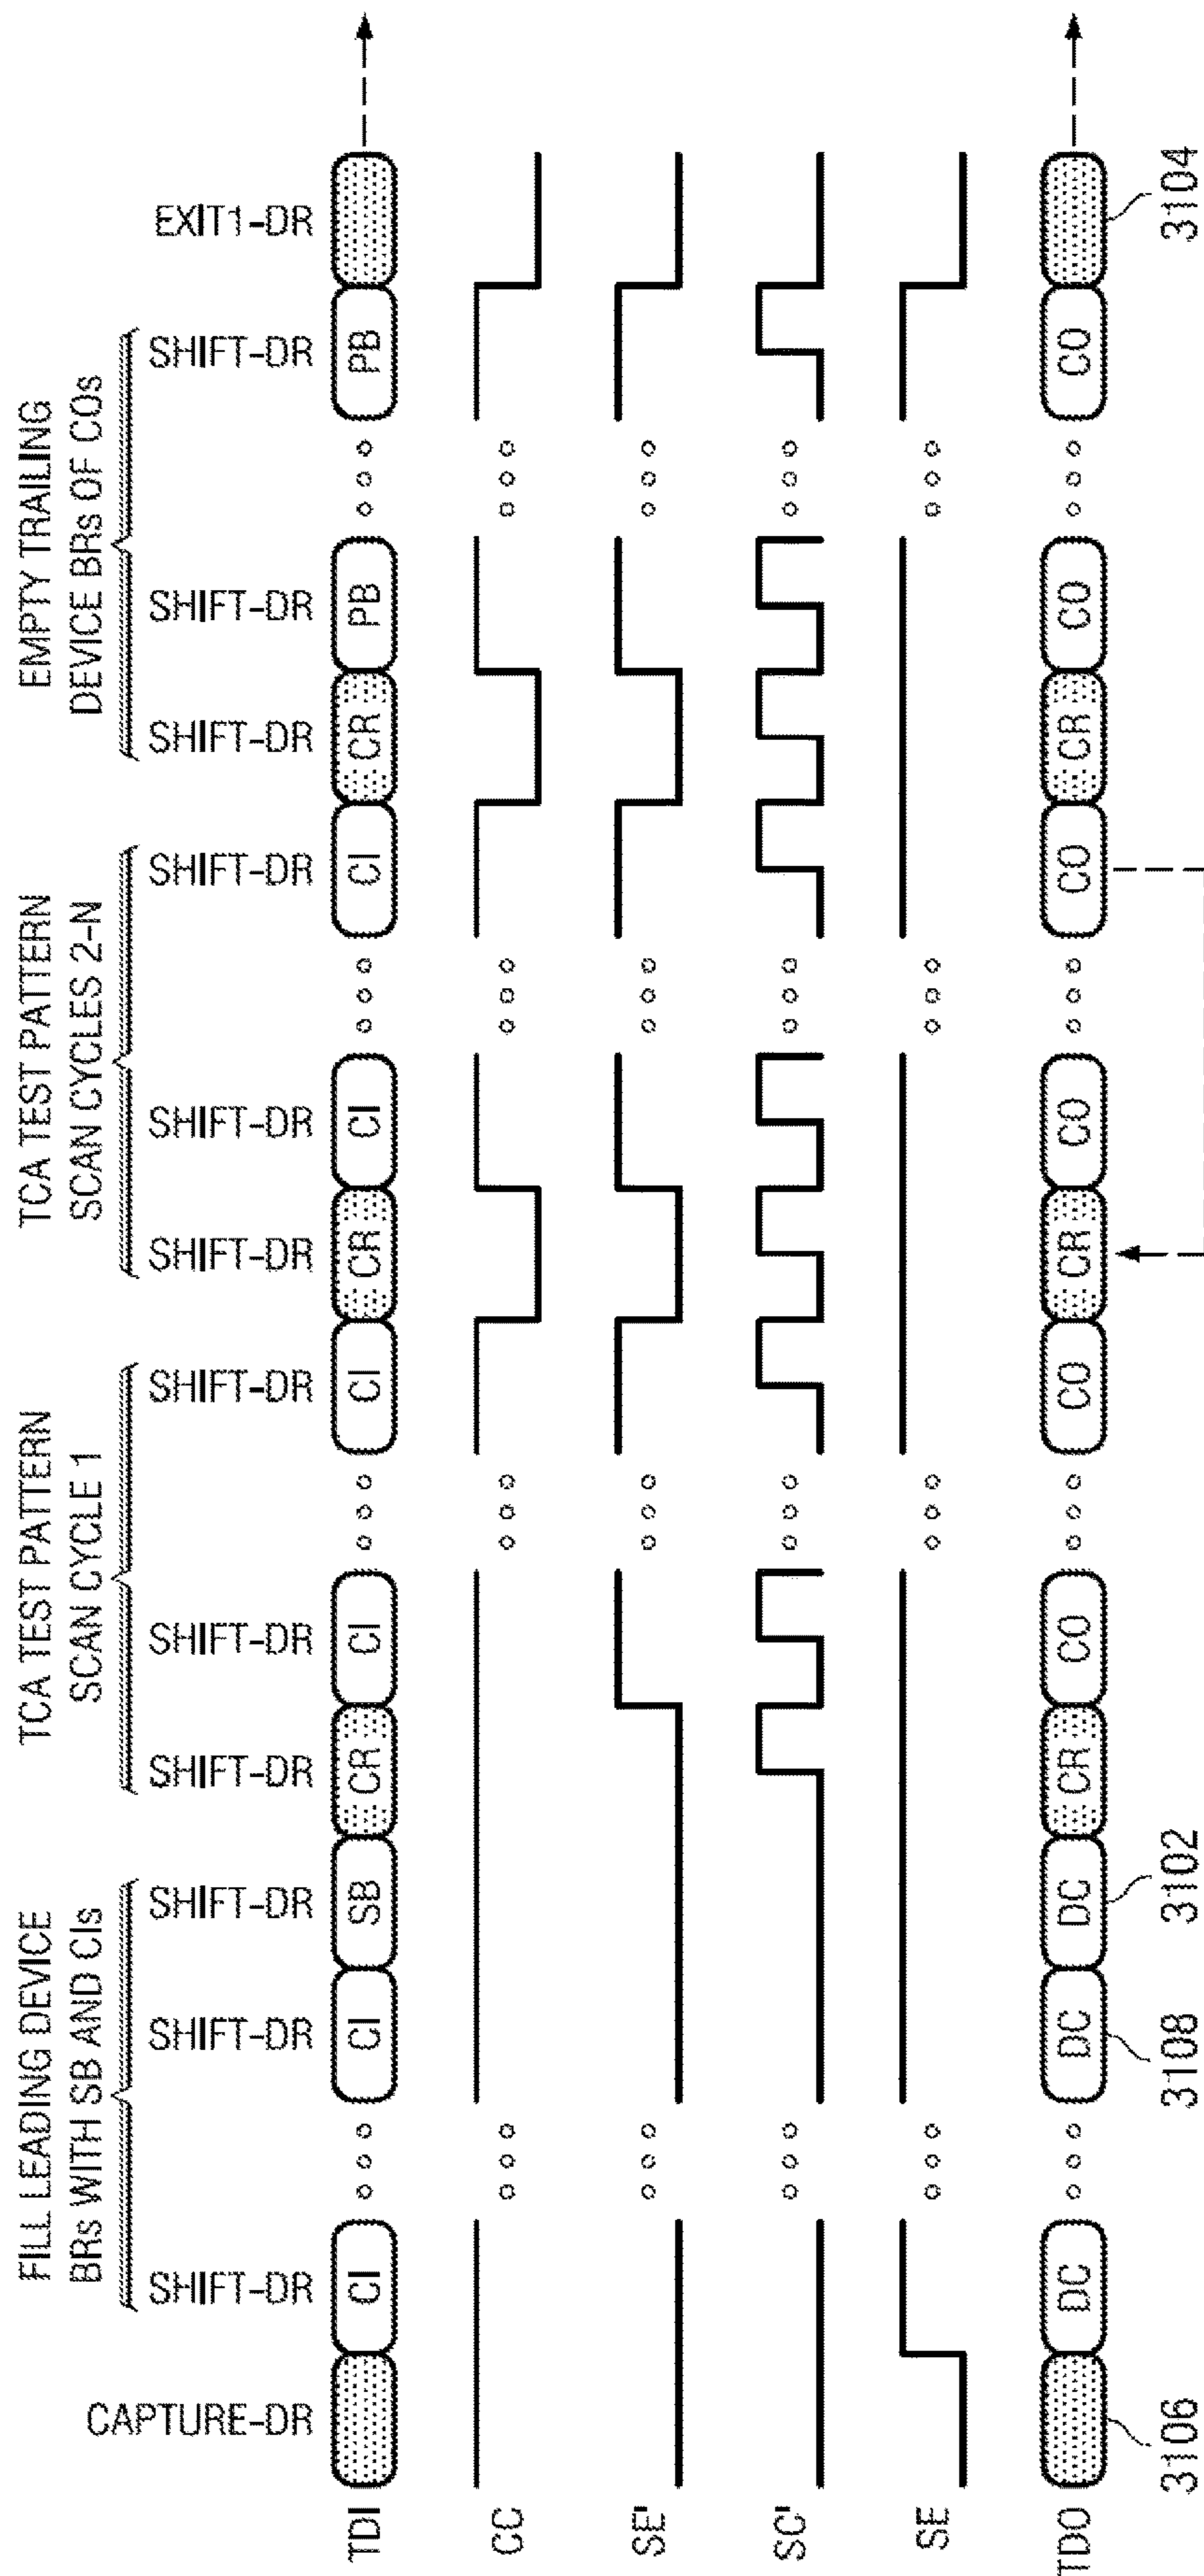 FILL LEADING DEVICE
BRs WITH SB AND CIs
TCA TEST PATTERN
SCAN CYCLE 1
TCA TEST PATTERN
SCAN CYCLES 2-N
EMPTY TRAILING
DEVICE BRs OF COs
CAPTURE-DR SHIFT-DR SHIFT-DR SHIFT-DR SHIFT-DR SHIFT-DR SHIFT-DR SHIFT-DR SHIFT-DR SHIFT-DR SHIFT-DR SHIFT-DR SHIFT-DR EXIT1-DR
TDI CI CI SB CR CI CI CR CI CI CR PB PB
CC
SE'
SC'
SE
TDO DC DC DC CR CO CO CR CO CO CR CO CO
3106 3108 3102 3104